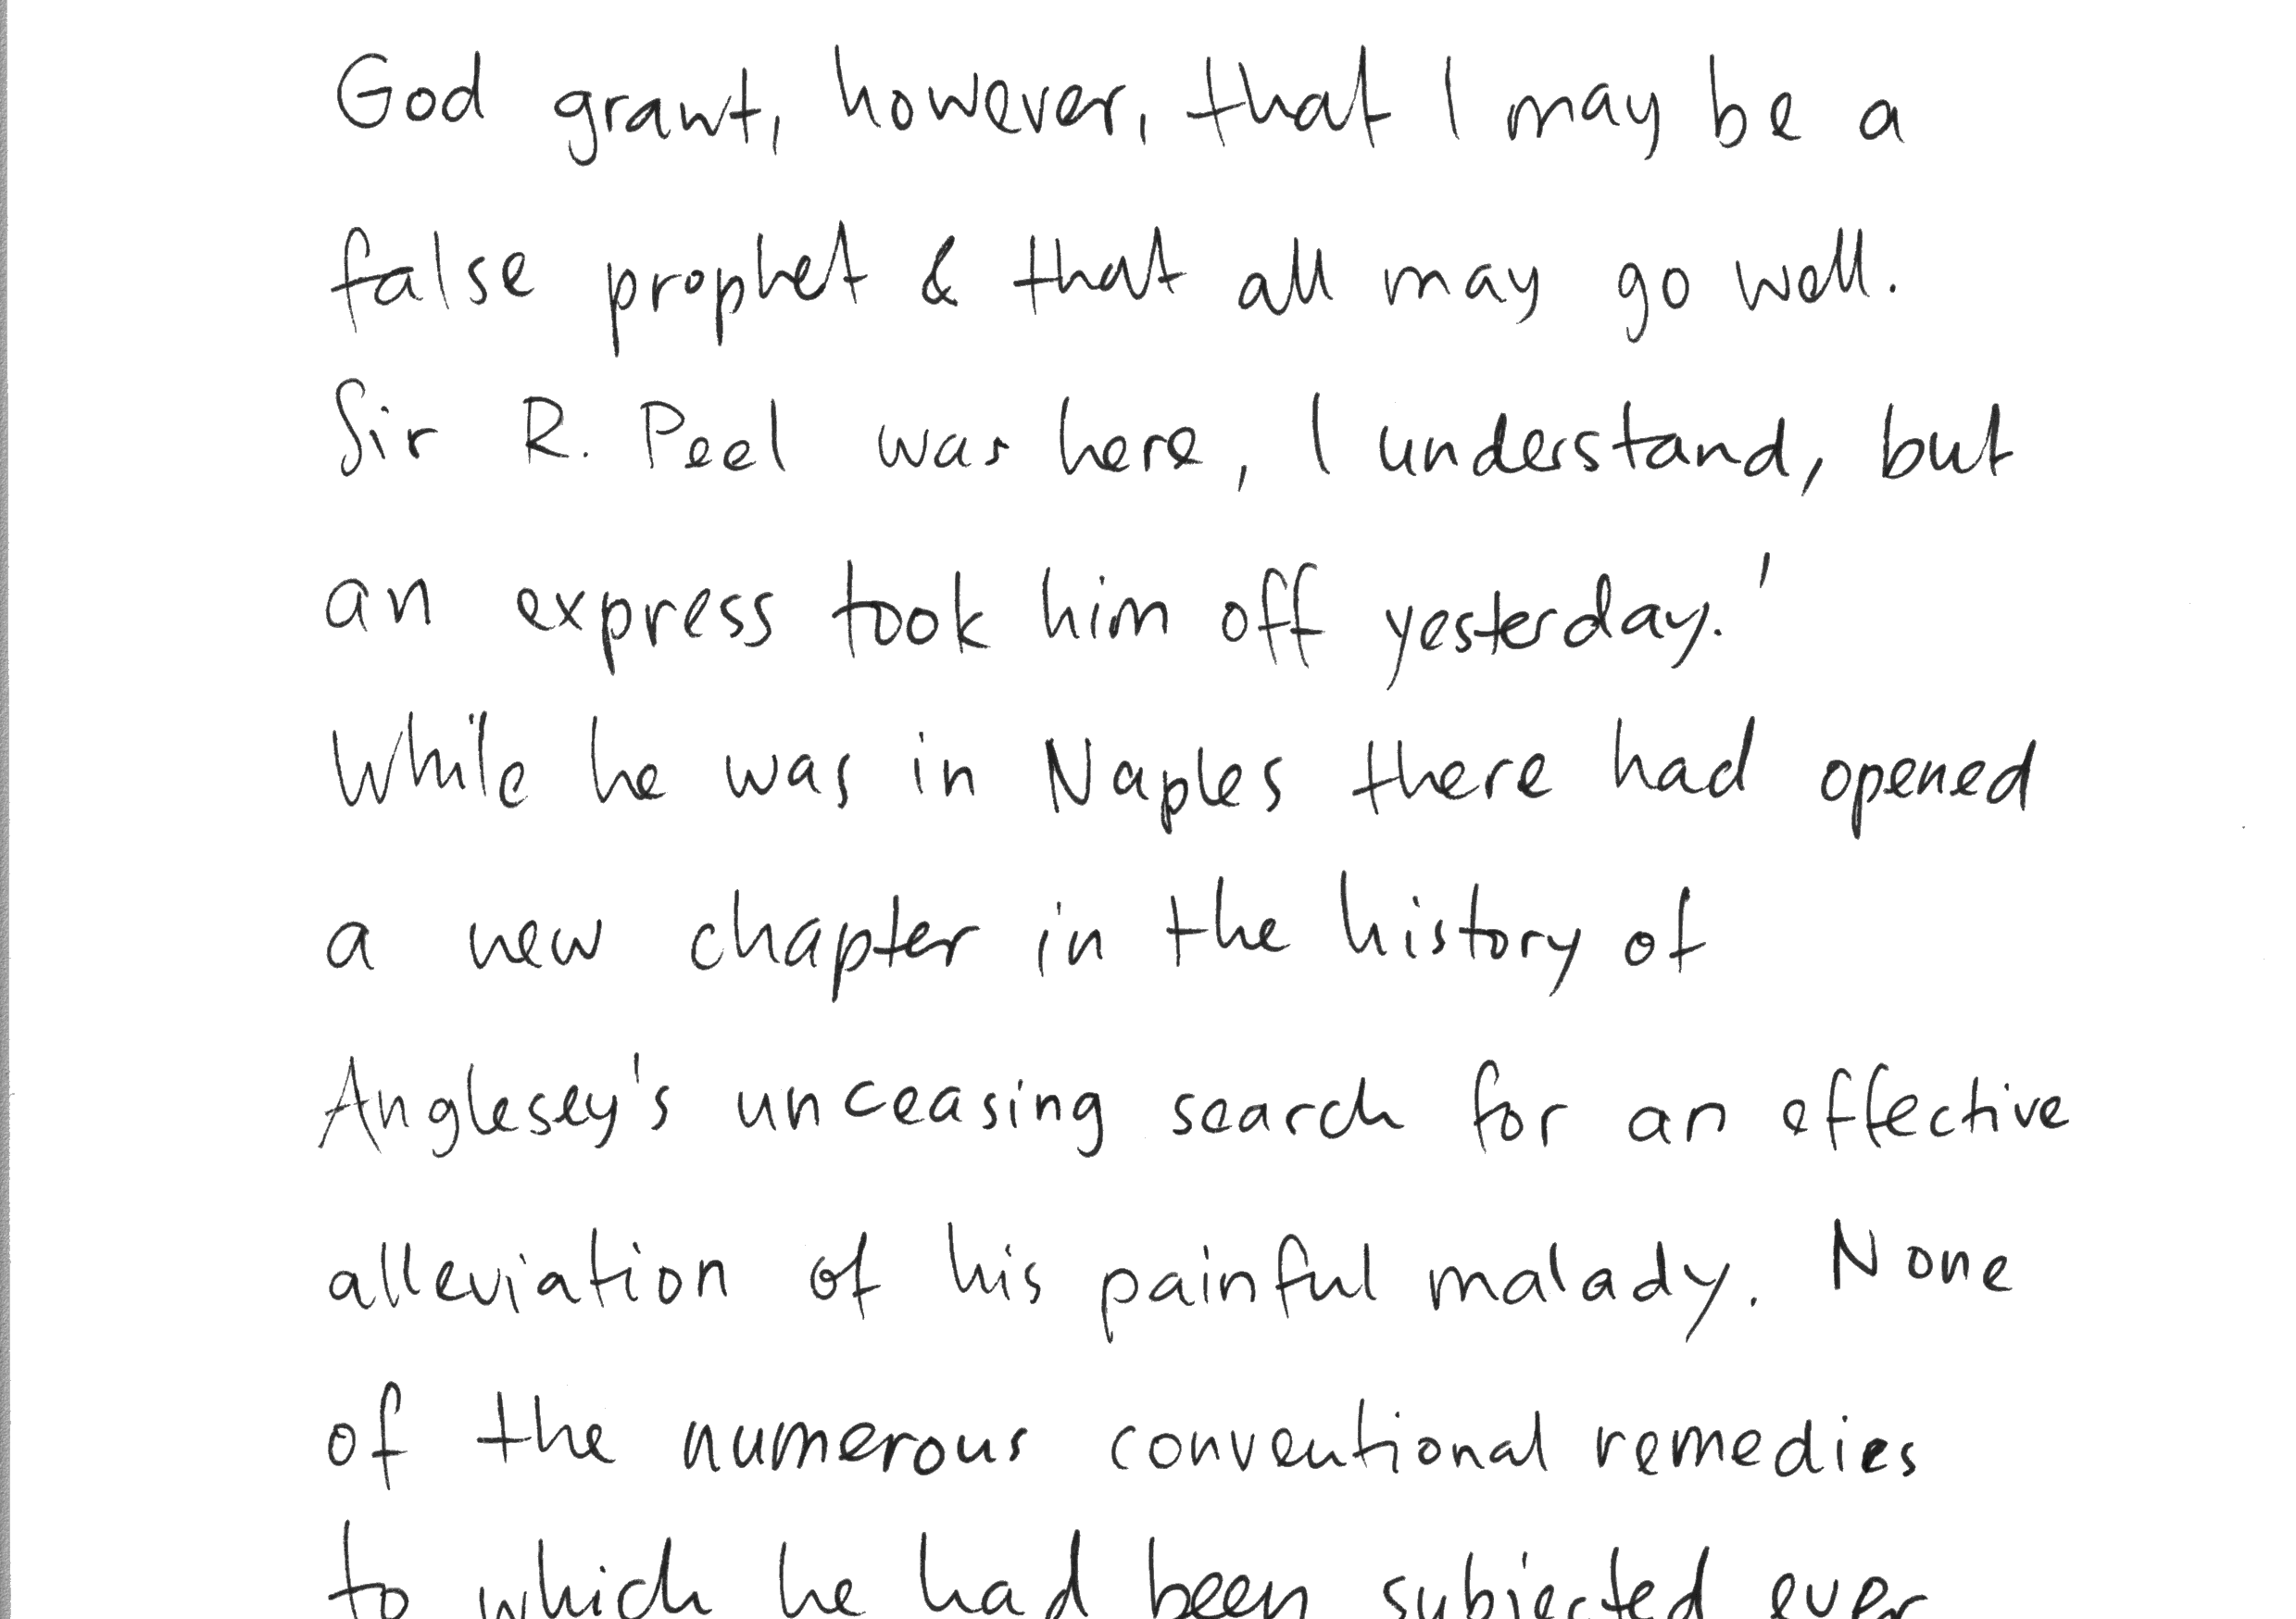 God grant, however, that I may be a
false prophet & that all may go well.
Sir R. Peel was here, I understand, but
an express took him off yesterday.'
While he was in Naples there had opened
a new chapter in the history of
Anglesey's unceasing search for an effective
alleviation of his painful malady. None
of the numerous conventional remedies
to which he had been subjected over